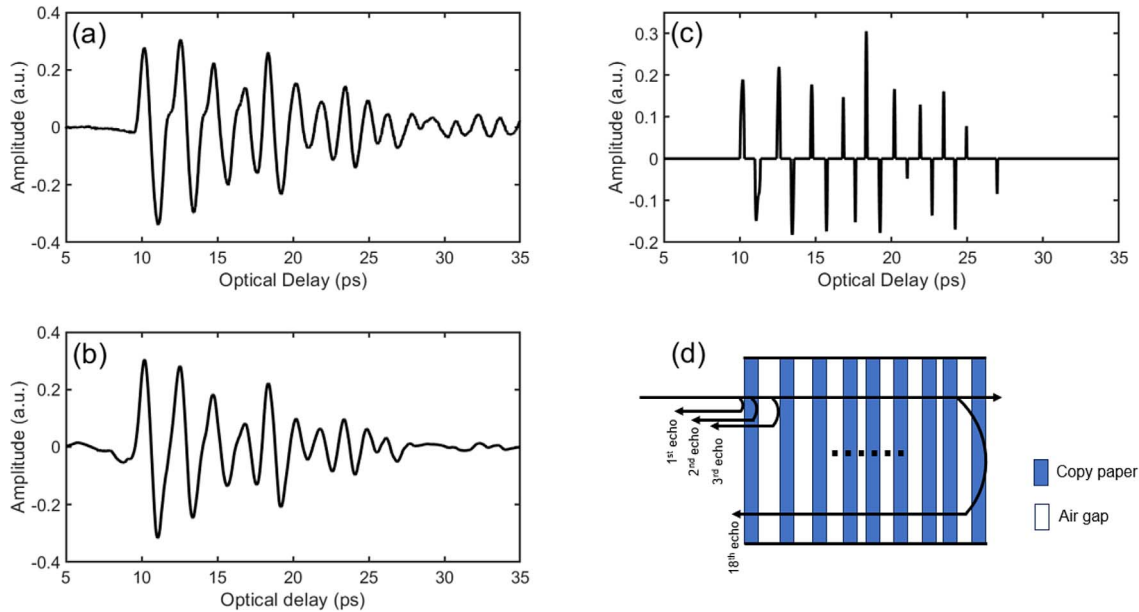 (a)
0.4
0.2
0
-0.2
-0.4
Amplitude (a.u.)
5 10 15 20 25 30 35
Optical Delay (ps)
(c)
0.3
0.2
0.1
0
-0.1
-0.2
Amplitude (a.u.)
5 10 15 20 25 30 35
Optical Delay (ps)
(b)
0.4
0.2
0
-0.2
-0.4
Amplitude (a.u.)
5 10 15 20 25 30 35
Optical delay (ps)
(d)
1st echo
2nd echo
3rd echo
18th echo
Copy paper
Air gap